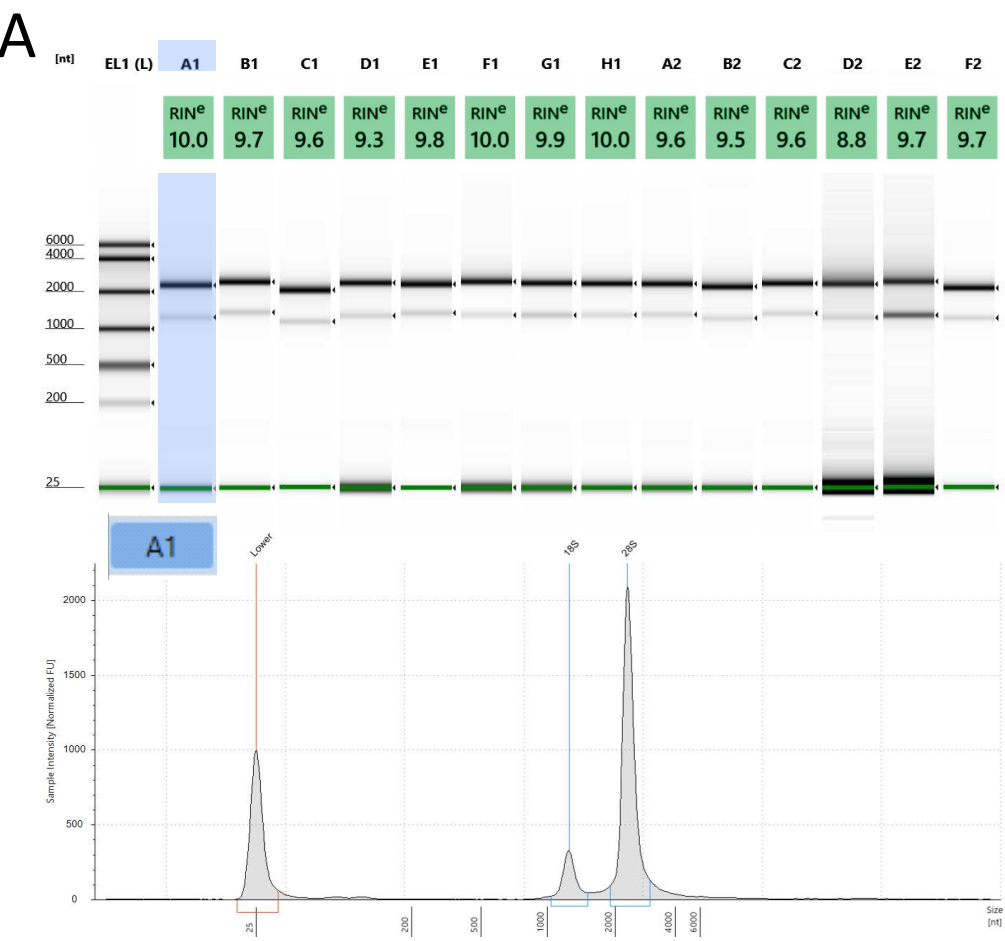 A
[nt] EL1 (L) A1 B1 C1 D1 E1 F1 G1 H1 A2 B2 C2 D2 E2 F2
RINe RINe RINe RINe RINe RINe RINe RINe RINe RINe RINe RINe RINe RINe
10.0 9.7 9.6 9.3 9.8 10.0 9.9 10.0 9.6 9.5 9.6 8.8 9.7 9.7
6000
4000
2000
1000
500
200
25
A1
Lower 18S 28S
Sample Intensity [Normalized FU]
2000
1500
1000
500
0
25 200 500 1000 2000 4000 6000
Size
[nt]